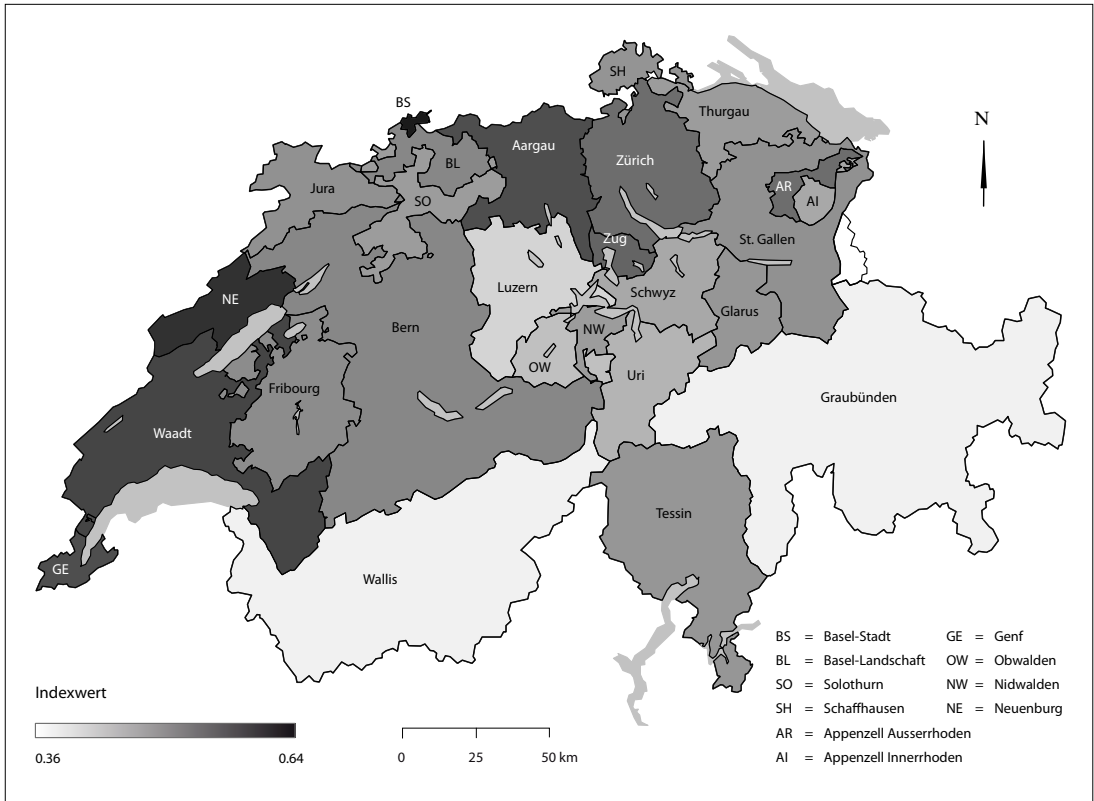 SH
BS
Thurgau
N
Aargau
Zürich
BL
Jura
AR
SO
AI
Zug
St. Gallen
Luzern
Schwyz
NE
Glarus
Bern
NW
OW
Uri
Fribourg
Graubünden
Waadt
Tessin
GE
Wallis
BS = Basel-Stadt GE = Genf
BL = Basel-Landschaft OW = Obwalden
SO = Solothurn NW = Nidwalden
SH = Schaffhausen NE = Neuenburg
AR = Appenzell Ausserrhoden
AI = Appenzell Innerrhoden
Indexwert
0.36 0.64
0 25 50 km